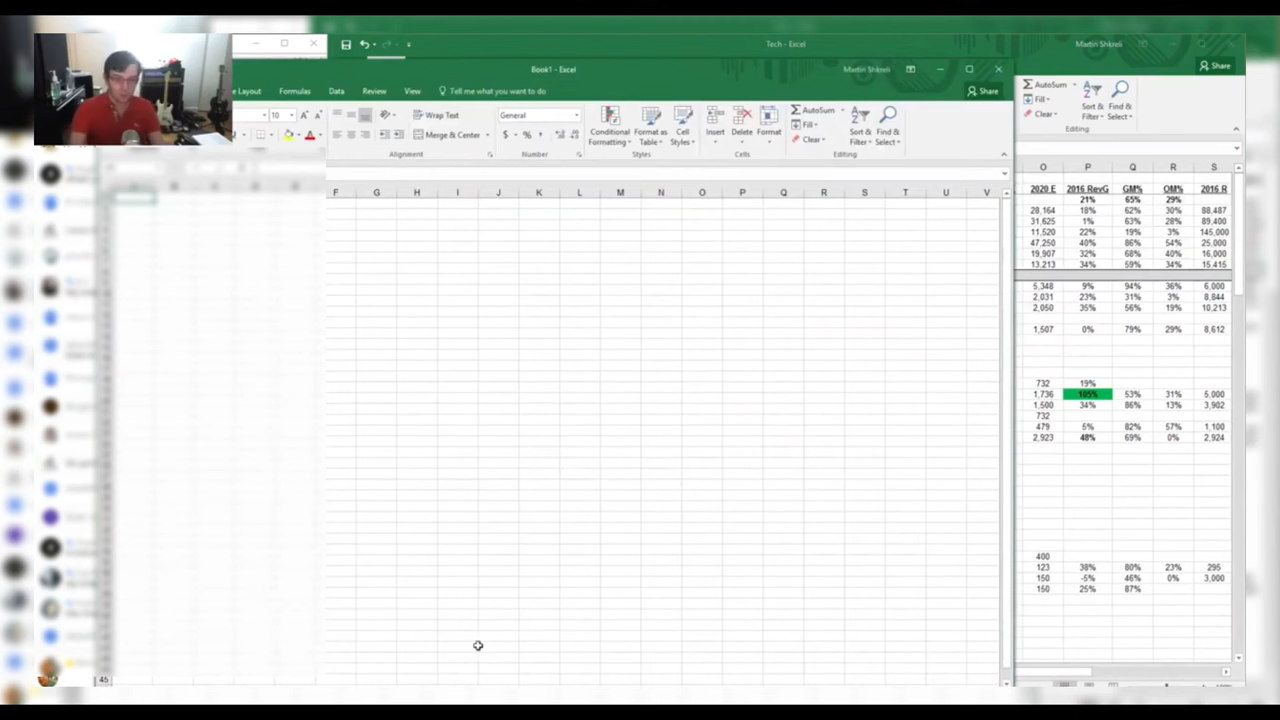 Tech - Excel
Martin Shkreli
Share
Book1 - Excel
Martin Shkreli
Layout Formulas Data Review View Tell me what you want to do
Share
10
Wrap Text
Merge & Center
Alignment
General
$ %
Number
Conditional Formatting
Format as Table
Cell Styles
Styles
Insert Delete Format
Cells
AutoSum
Fill
Clear
Sort & Filter
Find & Select
Editing
AutoSum
Fill
Clear
Sort & Filter
Find & Select
Editing
F G H I J K L M N O P Q R S T U V
45
O P Q R S
2020 E 2016 RevG GM% OM% 2016 R
21% 65% 29%
28,164 18% 62% 30% 88,487
31,625 1% 63% 28% 89,400
11,520 22% 19% 3% 145,000
47,250 40% 86% 54% 25,000
19,907 32% 68% 40% 16,000
13,213 34% 59% 34% 15,415
5,348 9% 94% 36% 6,000
2,031 23% 31% 3% 8,844
2,050 35% 56% 19% 10,213
1,507 0% 79% 29% 8,612
732 19%
1,736 105% 53% 31% 5,000
1,500 34% 86% 13% 3,902
732
479 5% 82% 57% 1,100
2,923 48% 69% 0% 2,924
400
123 38% 80% 23% 295
150 -5% 46% 0% 3,000
150 25% 87%